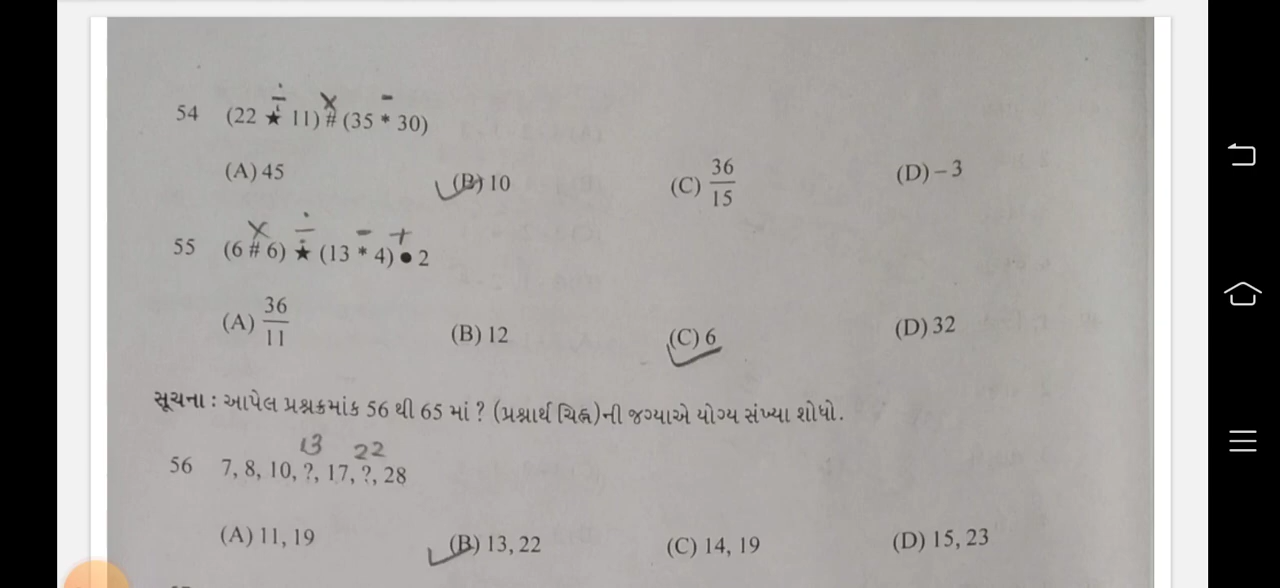 ÷ × -
54 (22 ★ 11) # (35 * 30)
(A) 45 (B) 10 (C) 36/15 (D) – 3
× ÷ - +
55 (6 # 6) ★ (13 * 4) ● 2
(A) 36/11 (B) 12 (C) 6 (D) 32
સૂચના : આપેલ પ્રશ્નક્રમાંક 56 થી 65 માં ? (પ્રશ્નાર્થ ચિહ્ન)ની જગ્યાએ યોગ્ય સંખ્યા શોધો.
13 22
56 7, 8, 10, ?, 17, ?, 28
(A) 11, 19 (B) 13, 22 (C) 14, 19 (D) 15, 23